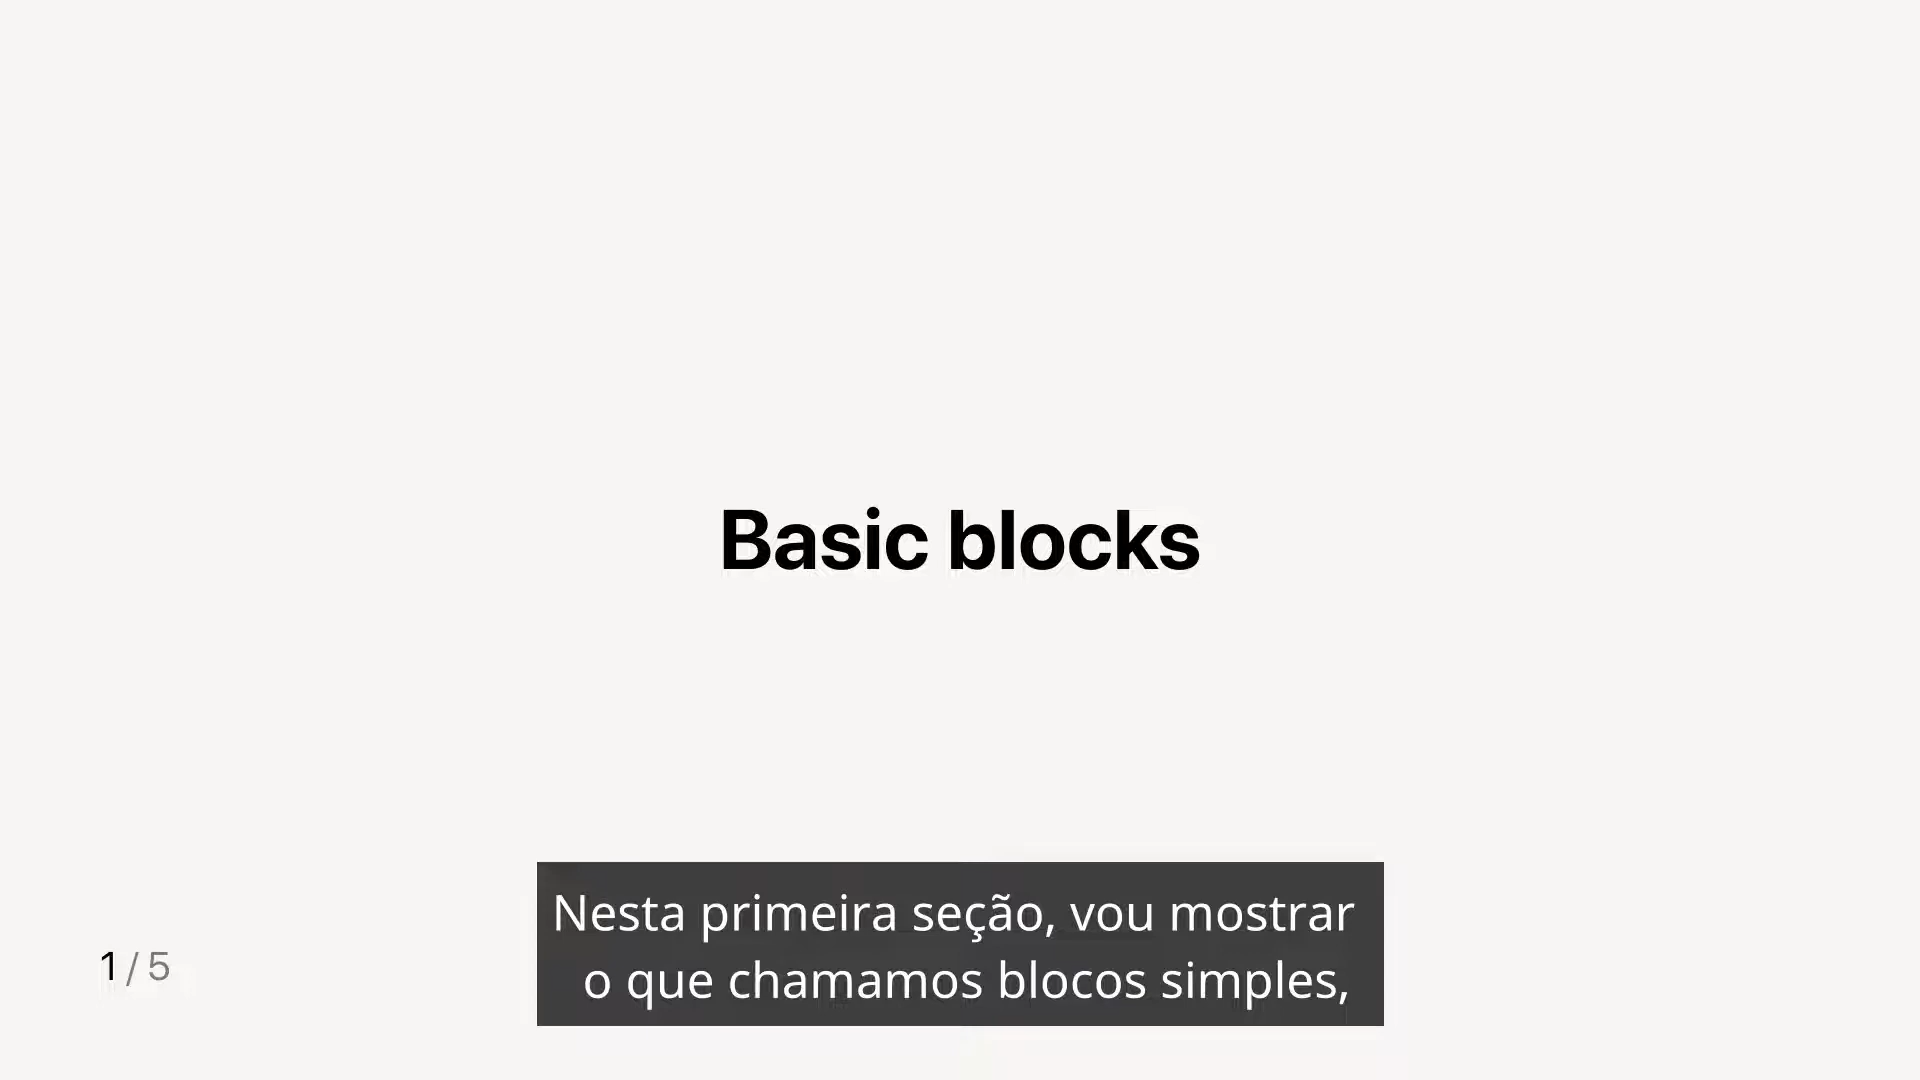 Basic blocks
Nesta primeira seção, vou mostrar
o que chamamos blocos simples,
1 / 5